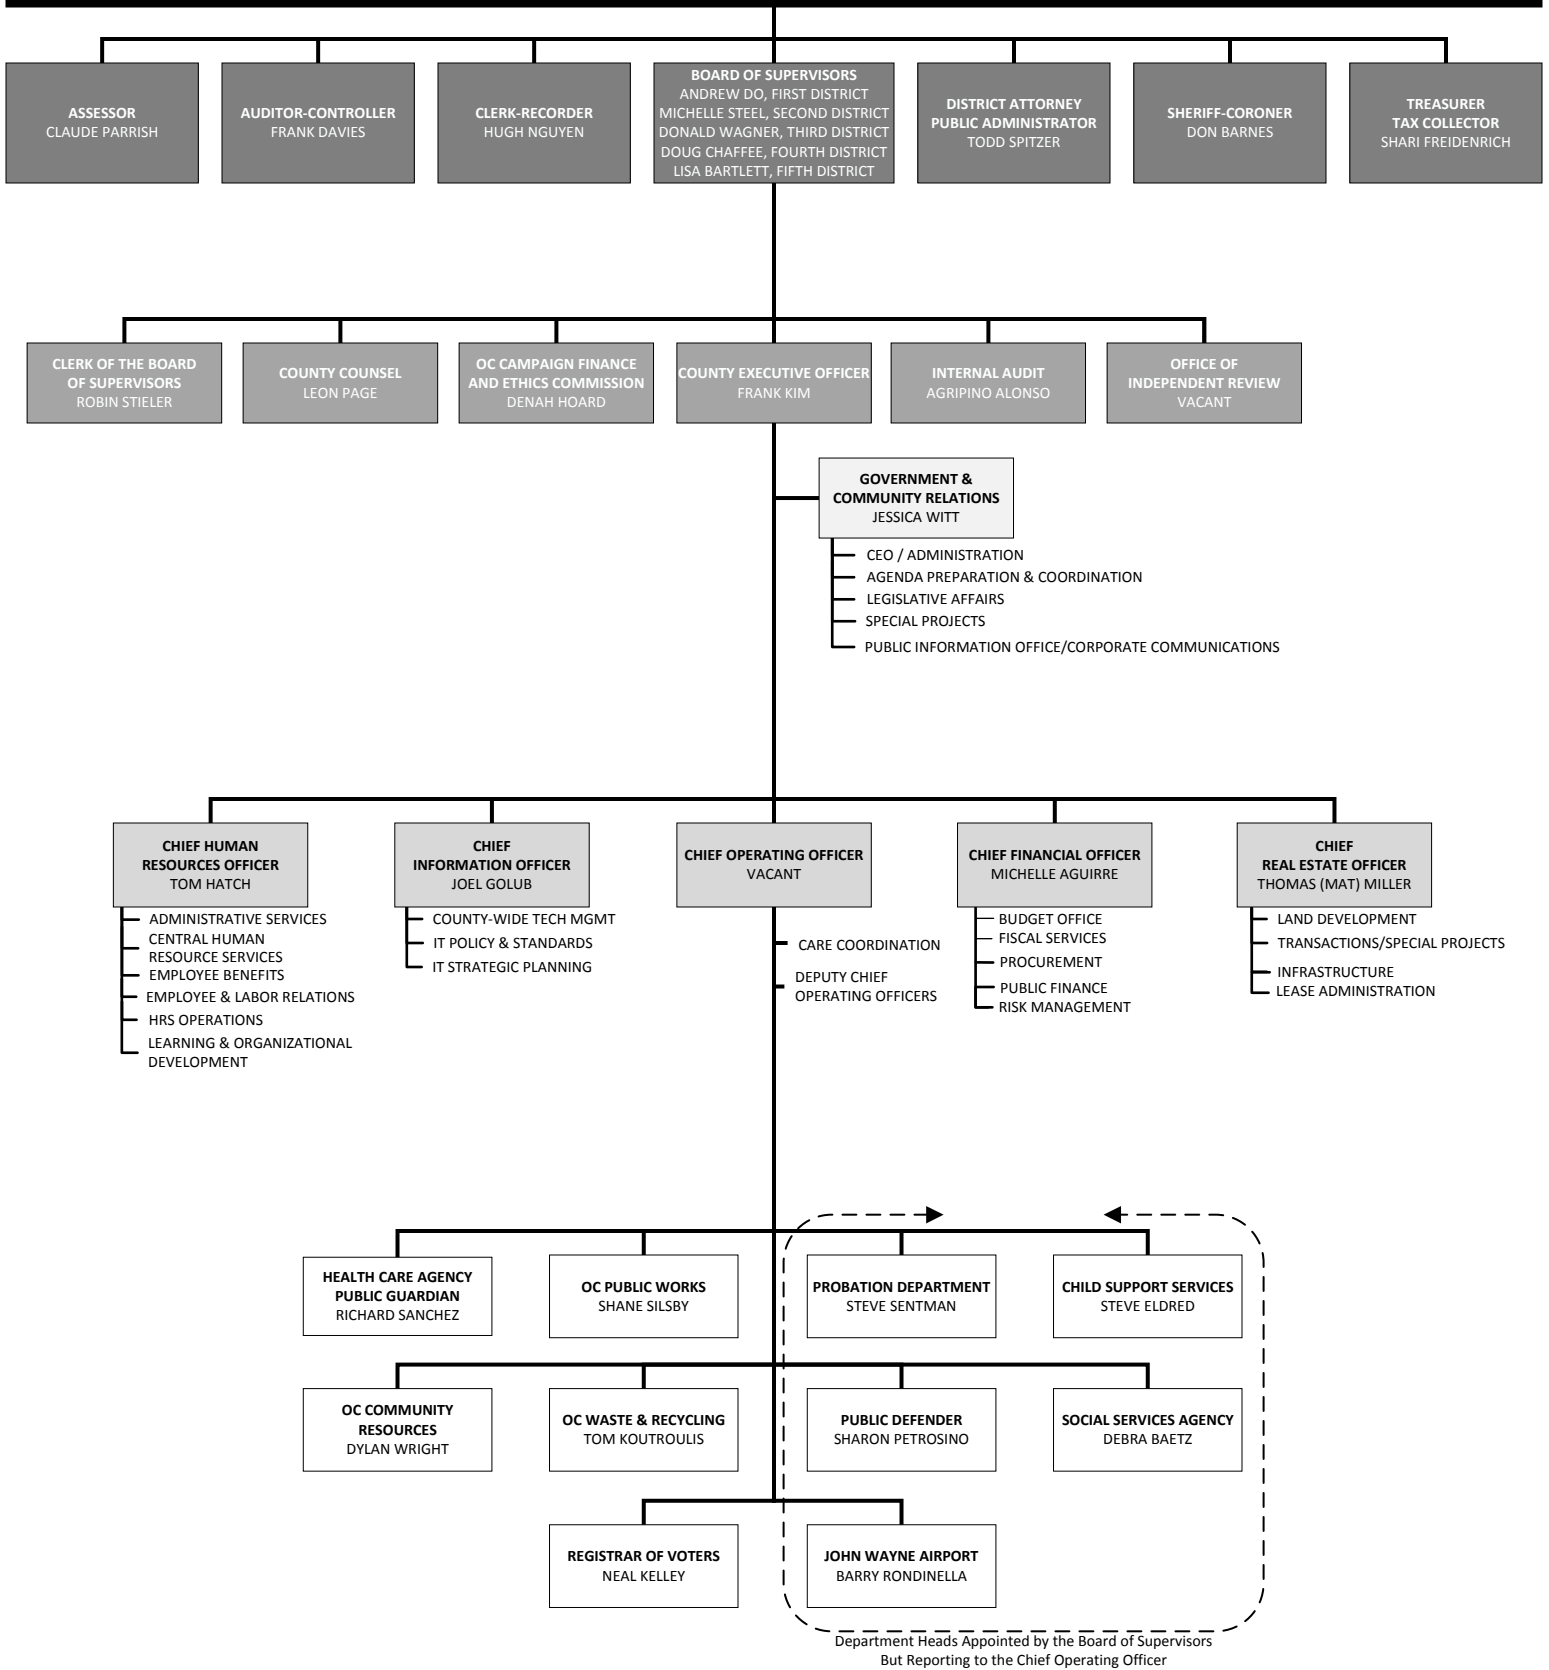 ASSESSOR
CLAUDE PARRISH
AUDITOR-CONTROLLER
FRANK DAVIES
CLERK-RECORDER
HUGH NGUYEN
BOARD OF SUPERVISORS
ANDREW DO, FIRST DISTRICT
MICHELLE STEEL, SECOND DISTRICT
DONALD WAGNER, THIRD DISTRICT
DOUG CHAFFEE, FOURTH DISTRICT
LISA BARTLETT, FIFTH DISTRICT
DISTRICT ATTORNEY
PUBLIC ADMINISTRATOR
TODD SPITZER
SHERIFF-CORONER
DON BARNES
TREASURER
TAX COLLECTOR
SHARI FREIDENRICH
CLERK OF THE BOARD
OF SUPERVISORS
ROBIN STIELER
COUNTY COUNSEL
LEON PAGE
OC CAMPAIGN FINANCE
AND ETHICS COMMISSION
DENAH HOARD
COUNTY EXECUTIVE OFFICER
FRANK KIM
INTERNAL AUDIT
AGRIPINO ALONSO
OFFICE OF
INDEPENDENT REVIEW
VACANT
GOVERNMENT &
COMMUNITY RELATIONS
JESSICA WITT
CEO / ADMINISTRATION
AGENDA PREPARATION & COORDINATION
LEGISLATIVE AFFAIRS
SPECIAL PROJECTS
PUBLIC INFORMATION OFFICE/CORPORATE COMMUNICATIONS
CHIEF HUMAN
RESOURCES OFFICER
TOM HATCH
ADMINISTRATIVE SERVICES
CENTRAL HUMAN
RESOURCE SERVICES
EMPLOYEE BENEFITS
EMPLOYEE & LABOR RELATIONS
HRS OPERATIONS
LEARNING & ORGANIZATIONAL
DEVELOPMENT
CHIEF
INFORMATION OFFICER
JOEL GOLUB
COUNTY-WIDE TECH MGMT
IT POLICY & STANDARDS
IT STRATEGIC PLANNING
CHIEF OPERATING OFFICER
VACANT
CARE COORDINATION
DEPUTY CHIEF
OPERATING OFFICERS
CHIEF FINANCIAL OFFICER
MICHELLE AGUIRRE
BUDGET OFFICE
FISCAL SERVICES
PROCUREMENT
PUBLIC FINANCE
RISK MANAGEMENT
CHIEF
REAL ESTATE OFFICER
THOMAS (MAT) MILLER
LAND DEVELOPMENT
TRANSACTIONS/SPECIAL PROJECTS
INFRASTRUCTURE
LEASE ADMINISTRATION
HEALTH CARE AGENCY
PUBLIC GUARDIAN
RICHARD SANCHEZ
OC PUBLIC WORKS
SHANE SILSBY
PROBATION DEPARTMENT
STEVE SENTMAN
CHILD SUPPORT SERVICES
STEVE ELDRED
OC COMMUNITY
RESOURCES
DYLAN WRIGHT
OC WASTE & RECYCLING
TOM KOUTROULIS
PUBLIC DEFENDER
SHARON PETROSINO
SOCIAL SERVICES AGENCY
DEBRA BAETZ
REGISTRAR OF VOTERS
NEAL KELLEY
JOHN WAYNE AIRPORT
BARRY RONDINELLA
Department Heads Appointed by the Board of Supervisors
But Reporting to the Chief Operating Officer